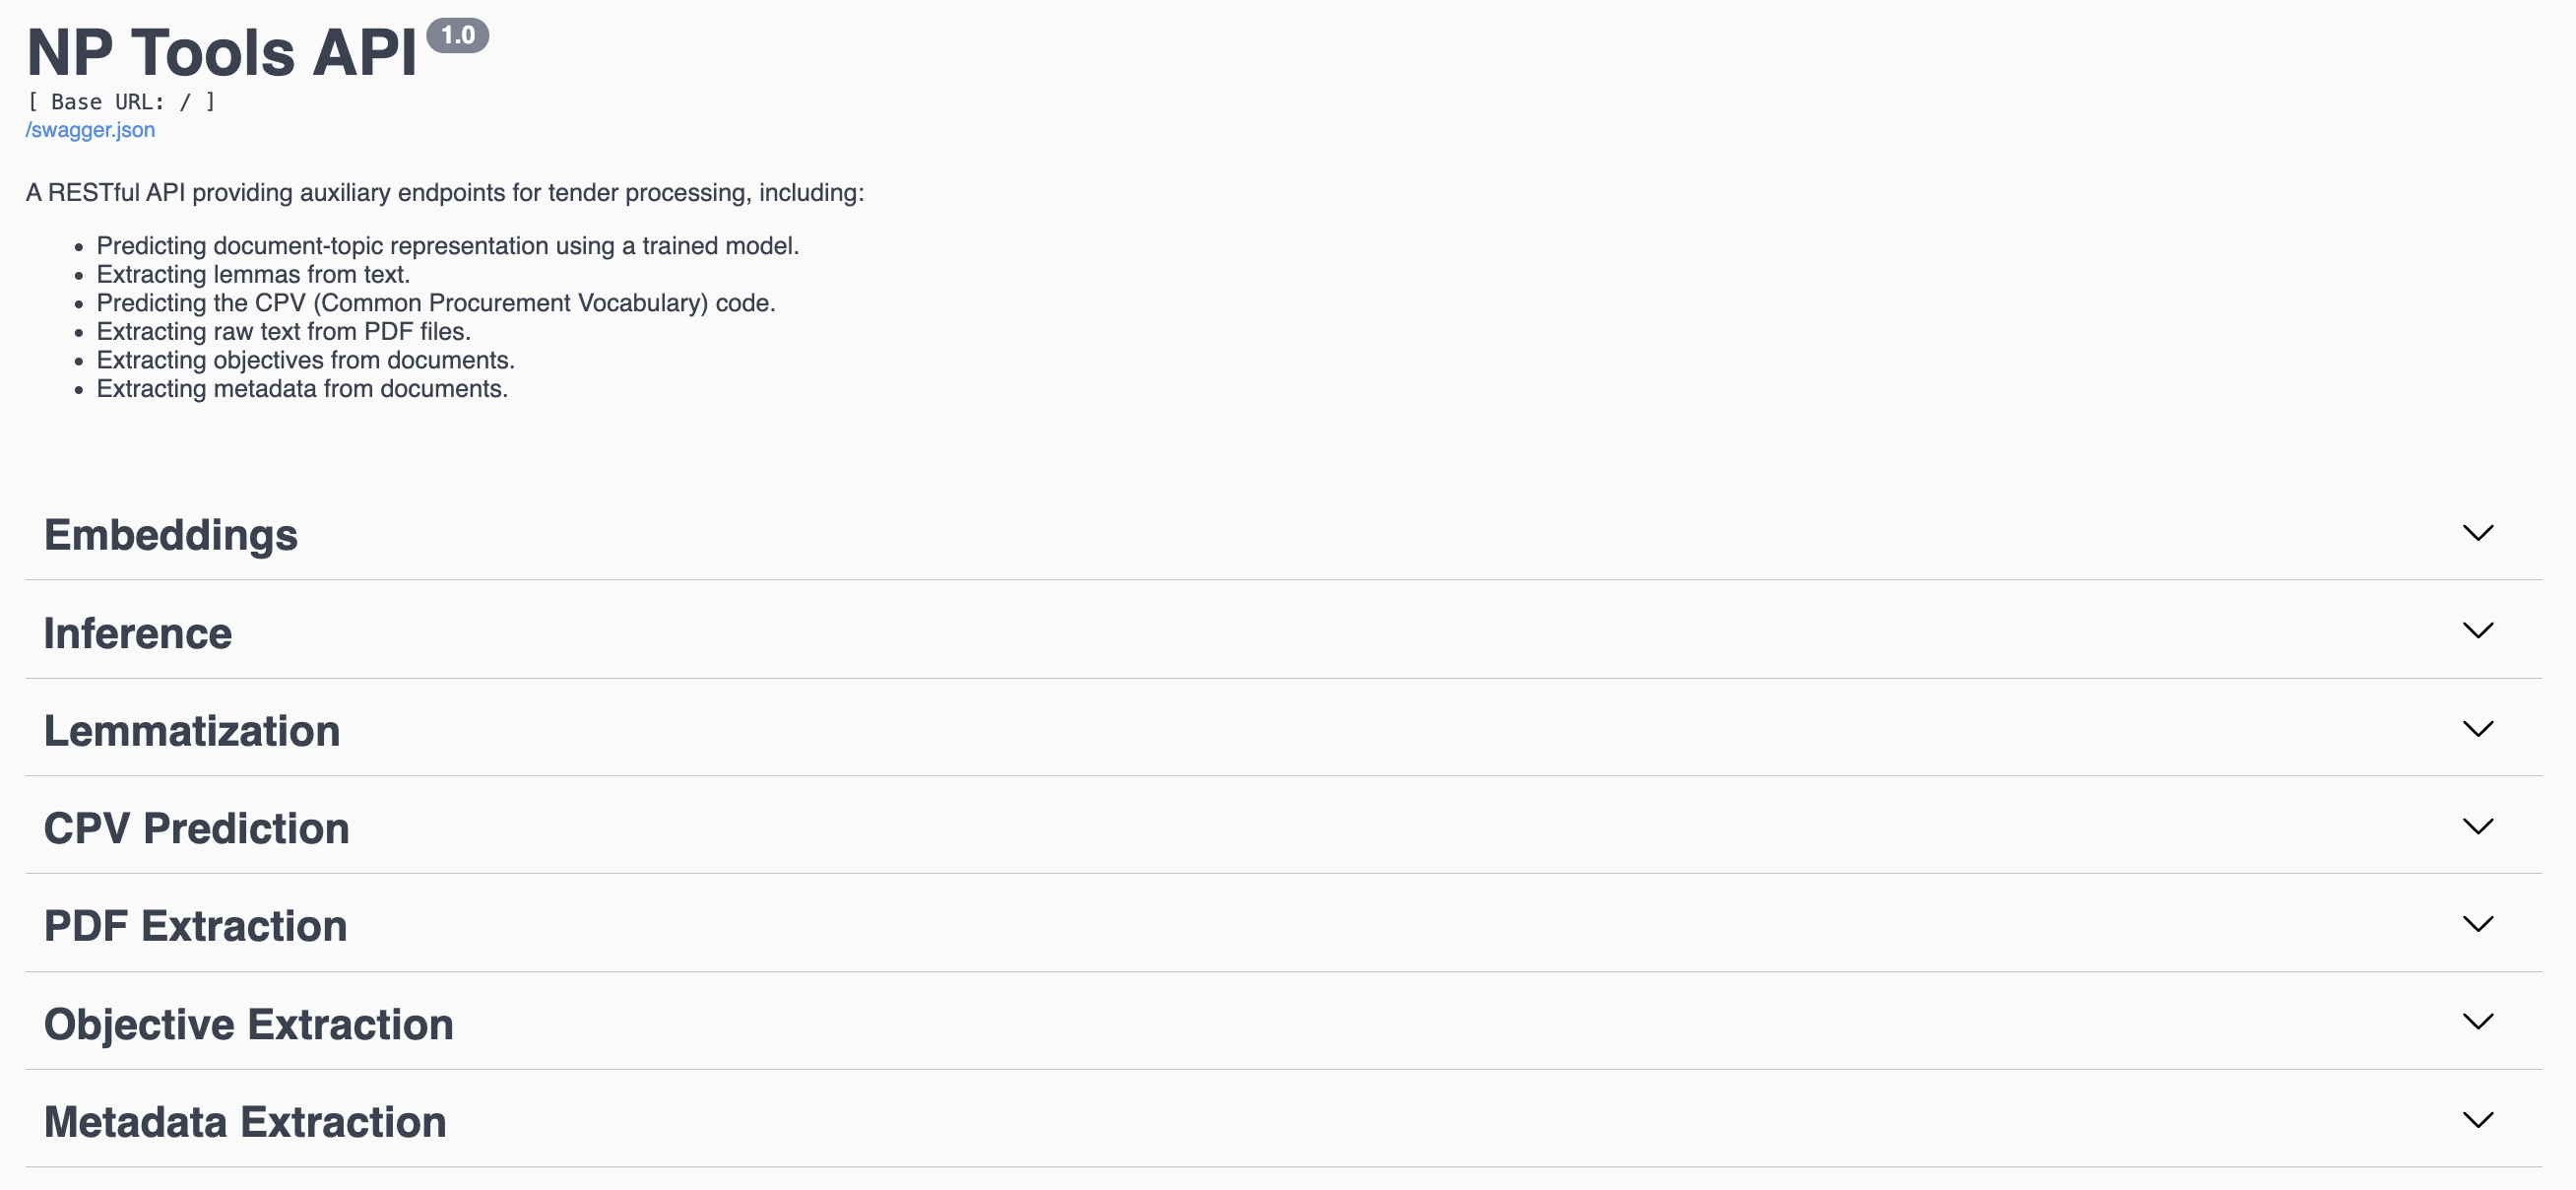 NP Tools API 1.0
[ Base URL: / ]
/swagger.json
A RESTful API providing auxiliary endpoints for tender processing, including:
• Predicting document-topic representation using a trained model.
• Extracting lemmas from text.
• Predicting the CPV (Common Procurement Vocabulary) code.
• Extracting raw text from PDF files.
• Extracting objectives from documents.
• Extracting metadata from documents.
Embeddings
Inference
Lemmatization
CPV Prediction
PDF Extraction
Objective Extraction
Metadata Extraction